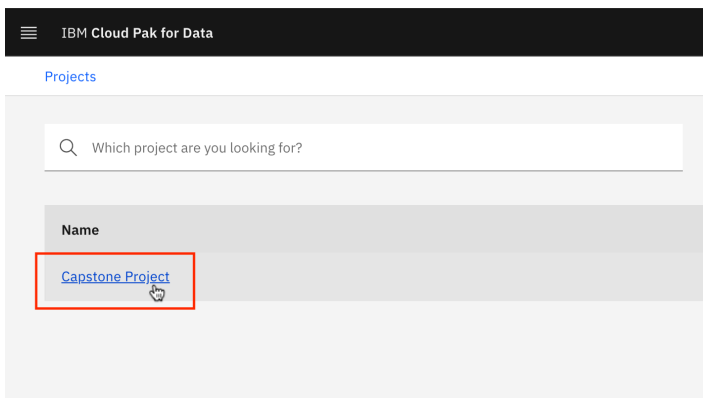 IBM Cloud Pak for Data
Projects
Which project are you looking for?
Name
Capstone Project